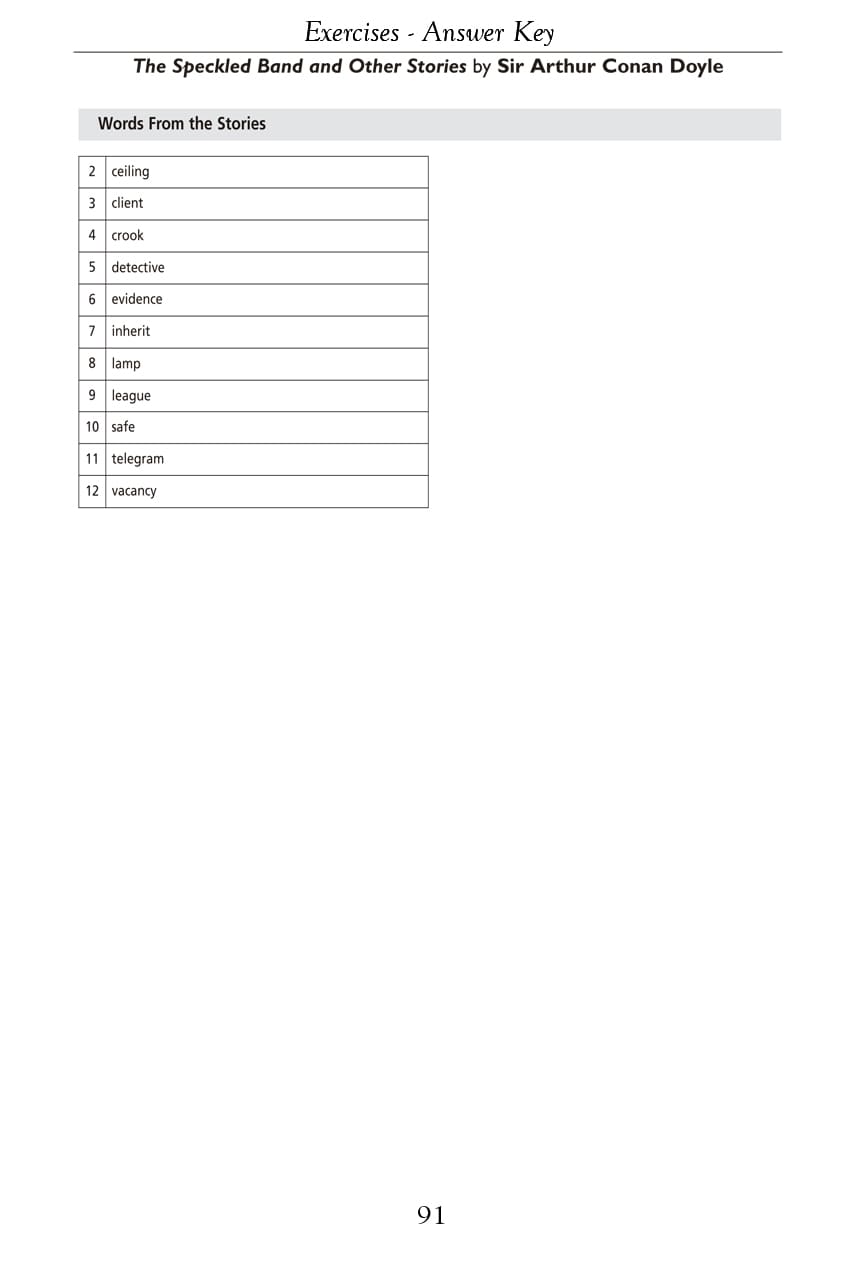 Exercises - Answer Key
The Speckled Band and Other Stories by Sir Arthur Conan Doyle
Words From the Stories
2 ceiling
3 client
4 crook
5 detective
6 evidence
7 inherit
8 lamp
9 league
10 safe
11 telegram
12 vacancy
91